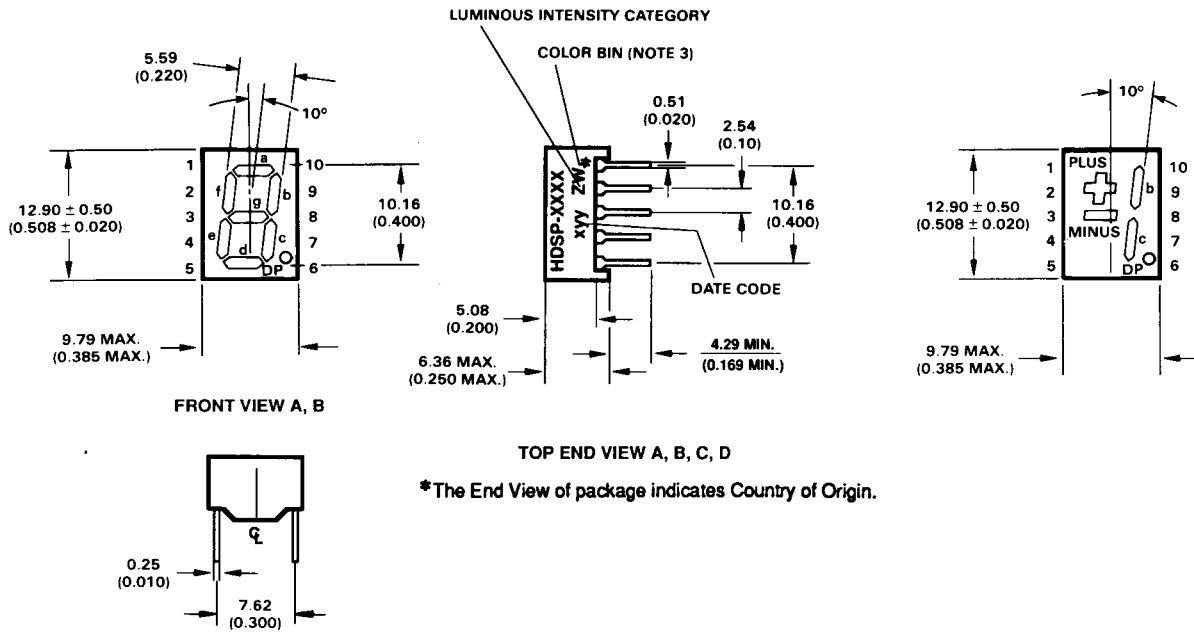 LUMINOUS INTENSITY CATEGORY
COLOR BIN (NOTE 3)
5.59
(0.220)
10°
12.90 ± 0.50
(0.508 ± 0.020)
1
2
3
4
5
a
f
b
g
e
c
d
DP
10
9
8
7
6
10.16
(0.400)
9.79 MAX.
(0.385 MAX.)
FRONT VIEW A, B
0.51
(0.020)
2.54
(0.10)
HDSP-XXXX
xyy ZW*
10.16
(0.400)
DATE CODE
5.08
(0.200)
6.36 MAX.
(0.250 MAX.)
4.29 MIN.
(0.169 MIN.)
TOP END VIEW A, B, C, D
*The End View of package indicates Country of Origin.
10°
12.90 ± 0.50
(0.508 ± 0.020)
1
2
3
4
5
PLUS
MINUS
b
c
DP
10
9
8
7
6
9.79 MAX.
(0.385 MAX.)
CL
0.25
(0.010)
7.62
(0.300)